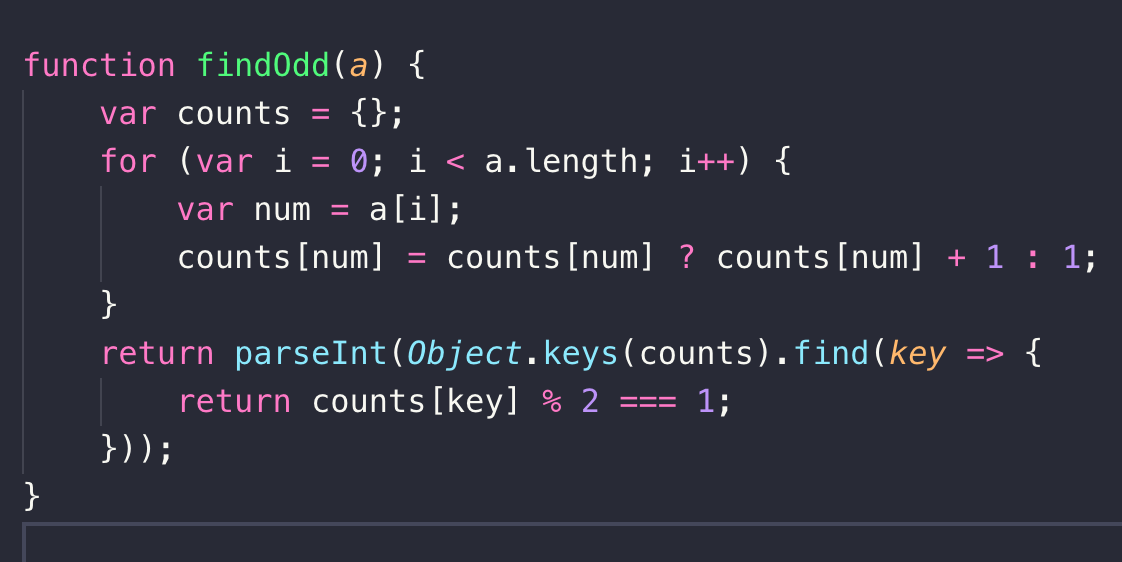 function findOdd(a) {
    var counts = {};
    for (var i = 0; i < a.length; i++) {
        var num = a[i];
        counts[num] = counts[num] ? counts[num] + 1 : 1;
    }
    return parseInt(Object.keys(counts).find(key => {
        return counts[key] % 2 === 1;
    }));
}